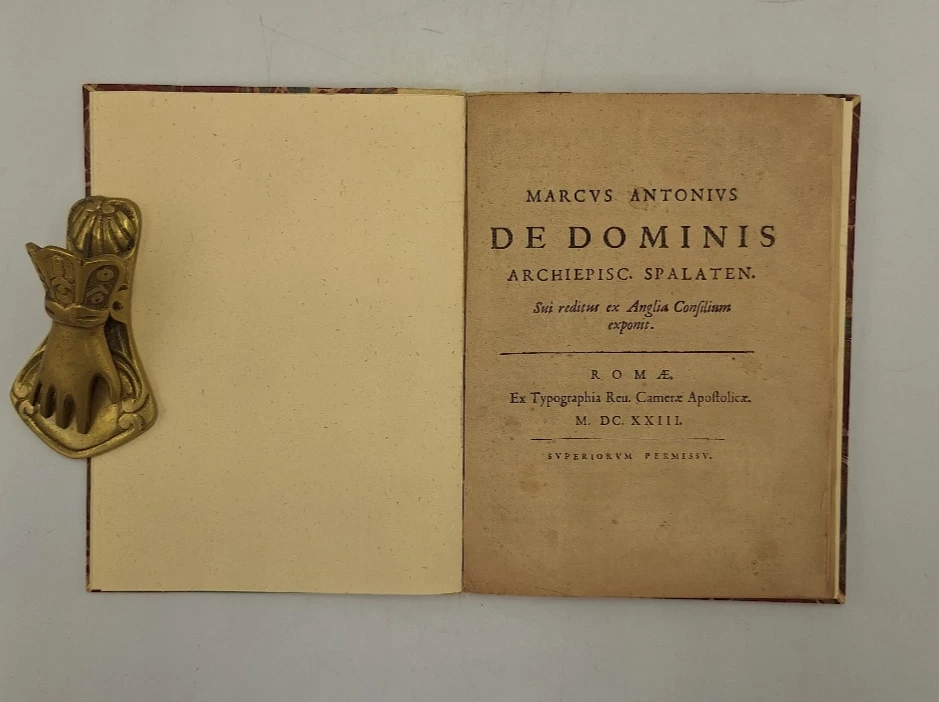 MARCVS ANTONIVS
DE DOMINIS
ARCHIEPISC. SPALATEN.
Sui reditus ex Anglia Conſilium
exponit.
ROMÆ,
Ex Typographia Reu. Cameræ Apoſtolicæ.
M. DC. XXIII.
SVPERIORVM PERMISSV.